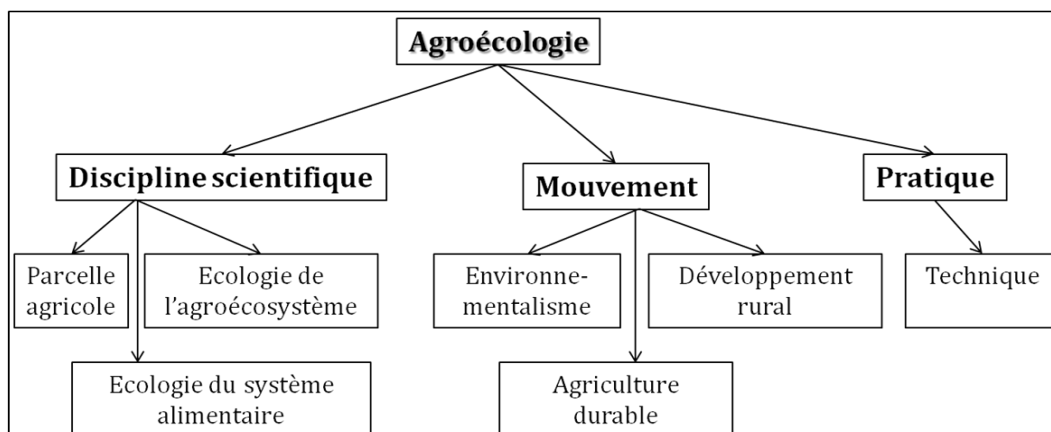 Agroécologie
Discipline scientifique
Mouvement
Pratique
Parcelle
agricole
Ecologie de
l'agroécosystème
Environne-
mentalisme
Développement
rural
Technique
Ecologie du système
alimentaire
Agriculture
durable